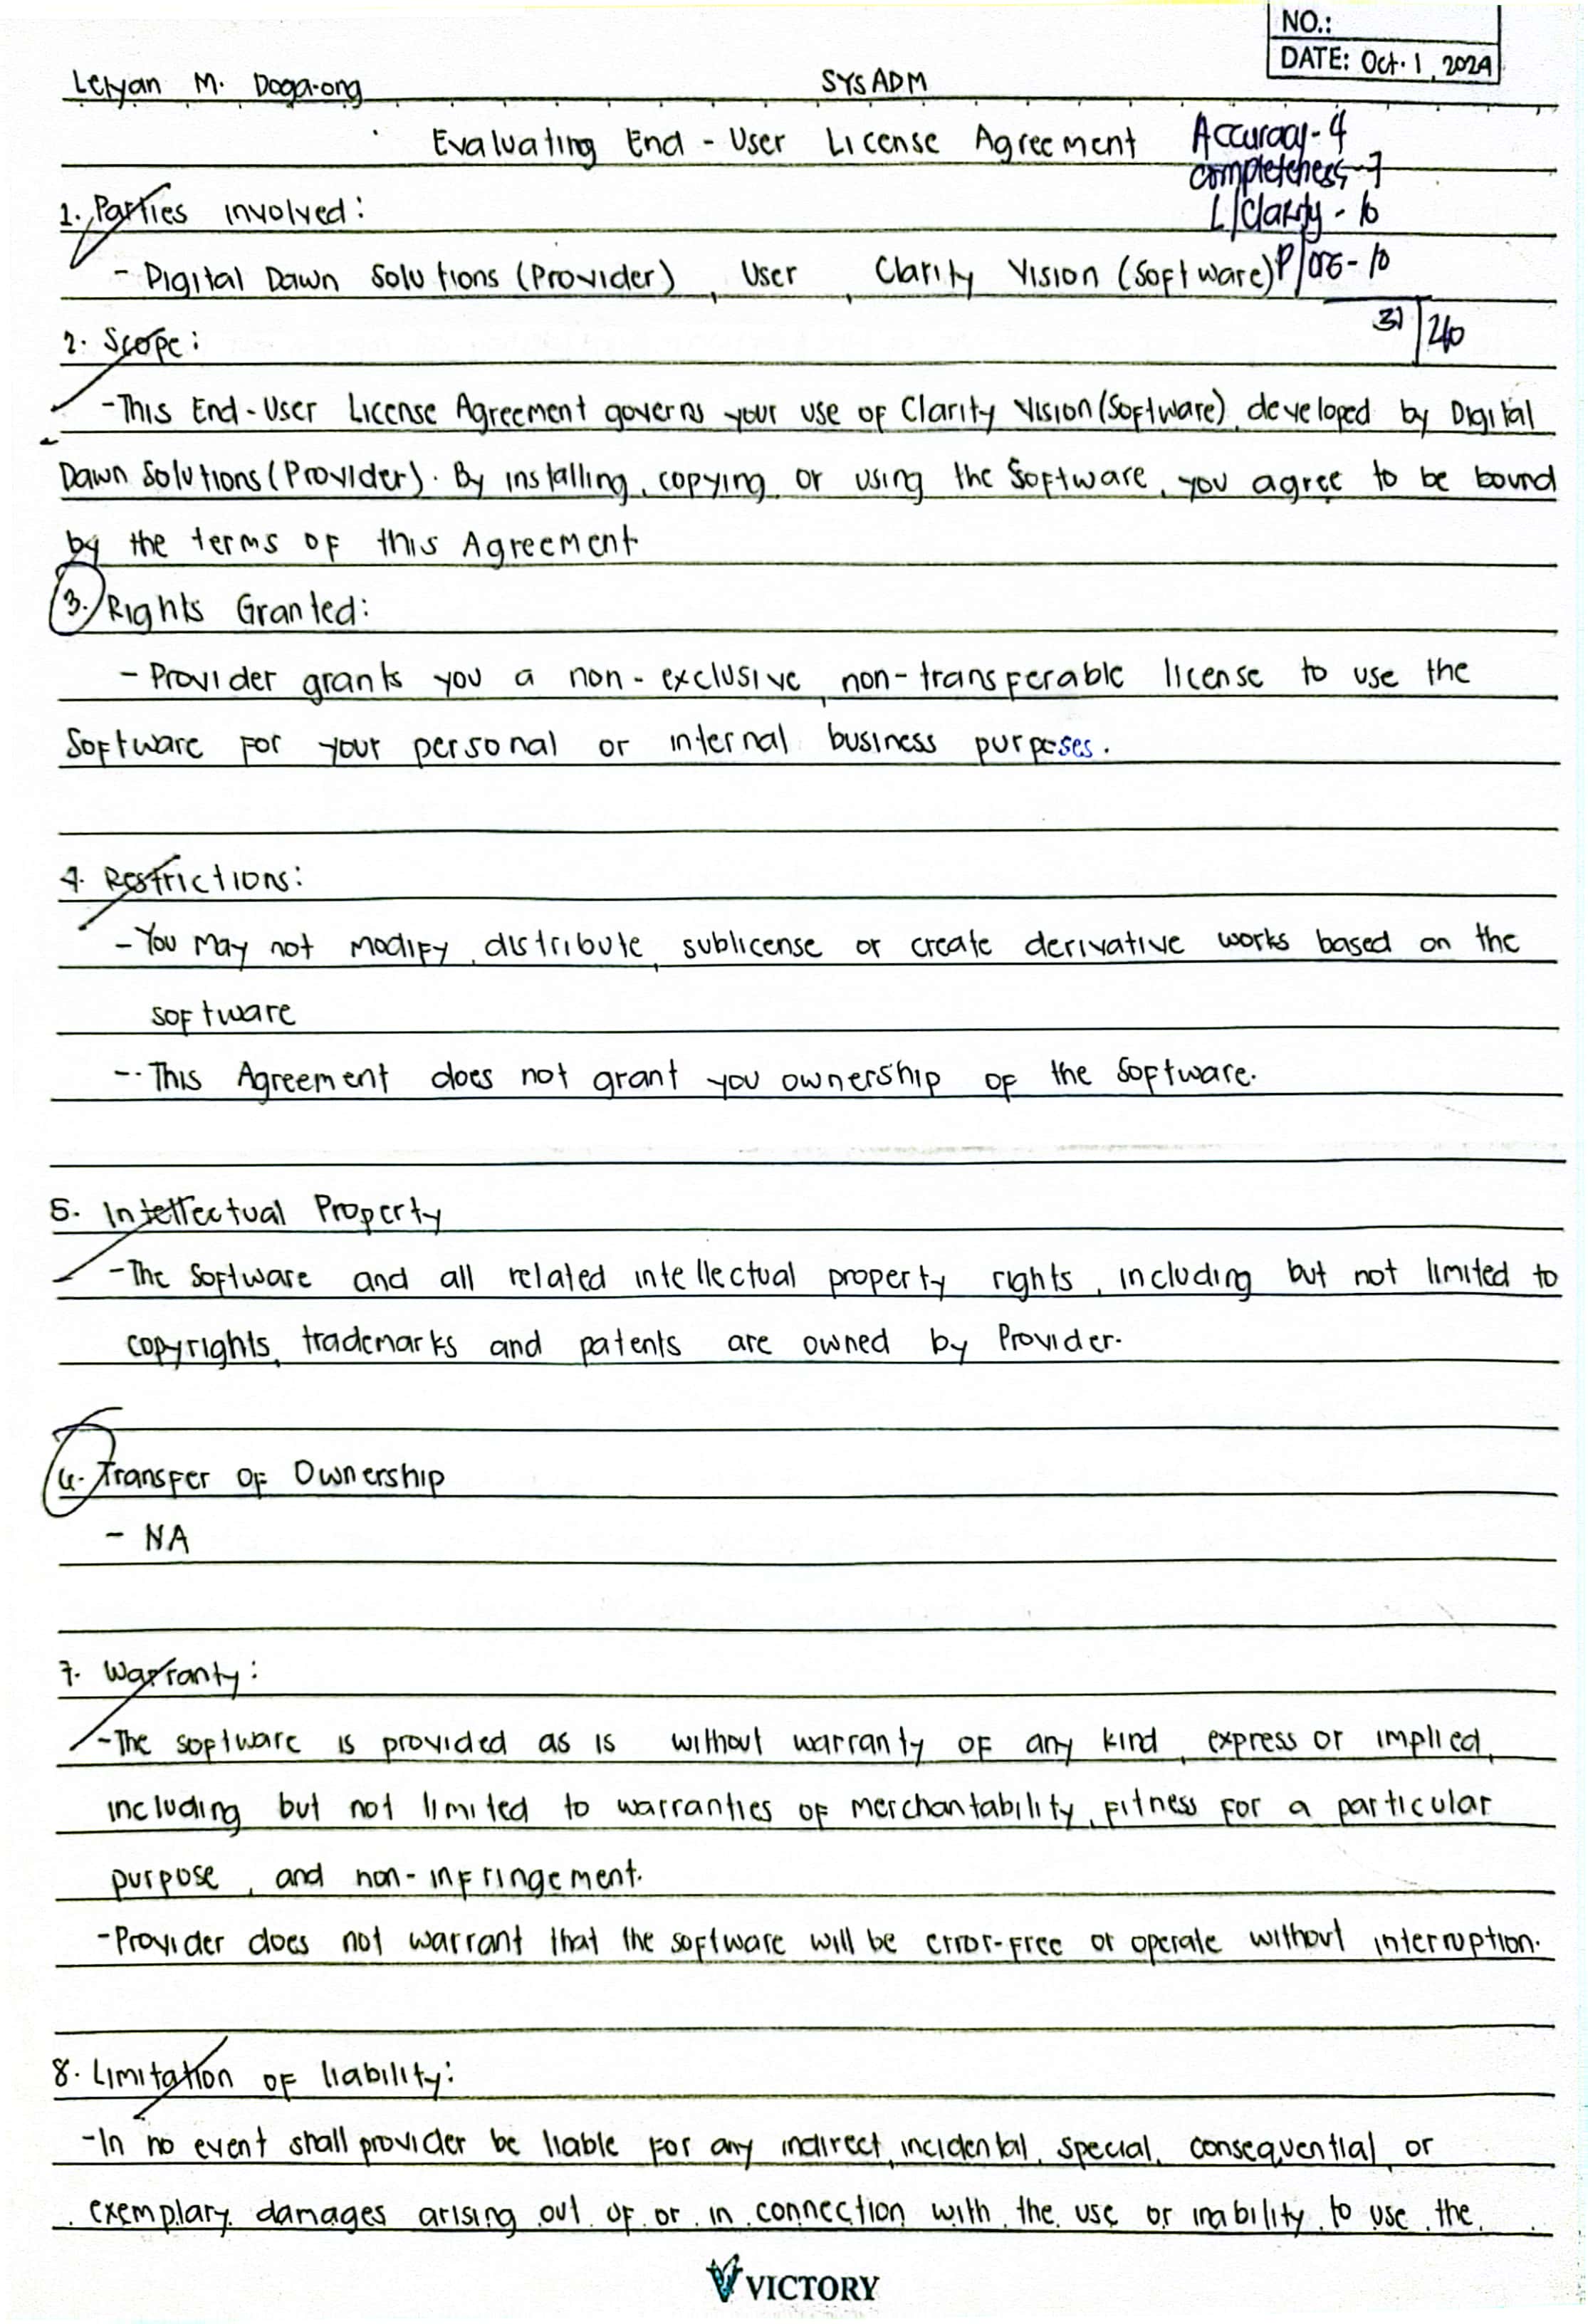 NO.:
DATE: Oct. 1, 2024
Lelyan M. Doga-ong SYSADM
Evaluating End-User License Agreement
Accuracy - 4
Completeness - 7
L/Clarity - 10
P/org - 10
31/40
1. Parties involved:
- Digital Dawn Solutions (Provider), User, Clarity Vision (Software)
2. Scope:
- This End-User License Agreement governs your use of Clarity Vision (Software), developed by Digital
Dawn Solutions (Provider). By installing, copying, or using the Software, you agree to be bound
by the terms of this Agreement
3. Rights Granted:
- Provider grants you a non-exclusive, non-transferable license to use the
Software for your personal or internal business purposes.
4. Restrictions:
- You may not modify, distribute, sublicense or create derivative works based on the
software
- This Agreement does not grant you ownership of the Software.
5. Intellectual Property
- The Software and all related intellectual property rights, including but not limited to
copyrights, trademarks and patents are owned by Provider.
6. Transfer of Ownership
- NA
7. Warranty:
- The software is provided as is without warranty of any kind, express or implied,
including but not limited to warranties of merchantability, fitness for a particular
purpose, and non-infringement.
- Provider does not warrant that the software will be error-free or operate without interruption.
8. Limitation of liability:
- In no event shall provider be liable for any indirect, incidental, special, consequential, or
exemplary damages arising out of or in connection with the use or inability to use the
VICTORY